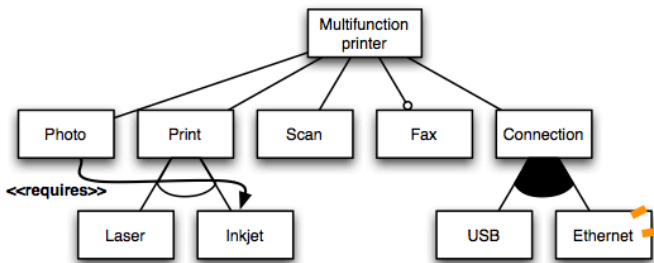 Multifunction
printer
Photo
Print
Scan
Fax
Connection
<<requires>>
Laser
Inkjet
USB
Ethernet